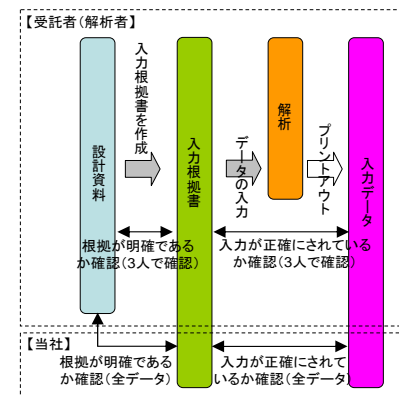 【受託者(解析者)】
入力根拠書を作成
設計資料
入力根拠書
データの入力
解析
プリントアウト
入力データ
根拠が明確である
か確認(3人で確認)
入力が正確にされている
か確認(3人で確認)
【当社】
根拠が明確である
か確認(全データ)
入力が正確にされて
いるか確認(全データ)